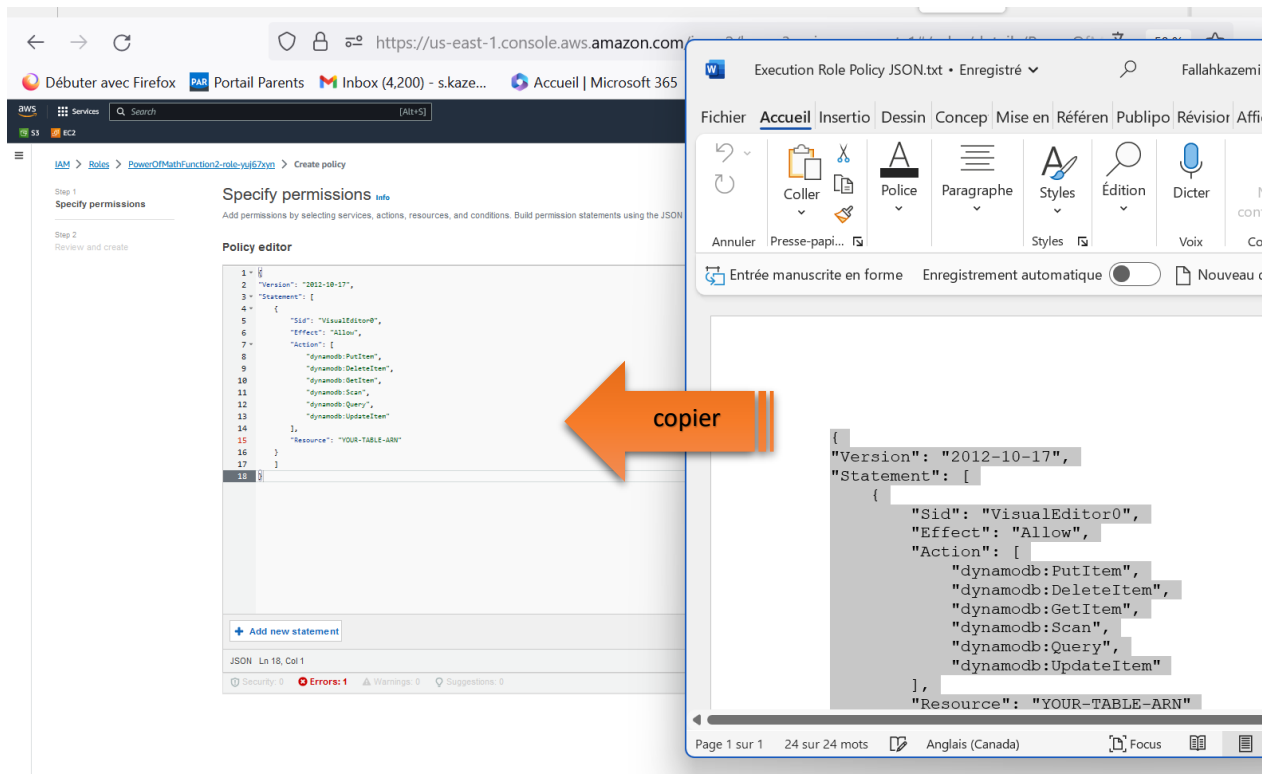 https://us-east-1.console.aws.amazon.com
Débuter avec Firefox
PAR Portail Parents
Inbox (4,200) - s.kaze...
Accueil | Microsoft 365
aws
Services
Search
[Alt+S]
S3
EC2
IAM > Roles > PowerOfMathFunction2-role-yuj67xyn > Create policy
Step 1
Specify permissions
Step 2
Review and create
Specify permissions Info
Add permissions by selecting services, actions, resources, and conditions. Build permission statements using the JSON
Policy editor
1 {
2 "Version": "2012-10-17",
3 "Statement": [
4 {
5 "Sid": "VisualEditor0",
6 "Effect": "Allow",
7 "Action": [
8 "dynamodb:PutItem",
9 "dynamodb:DeleteItem",
10 "dynamodb:GetItem",
11 "dynamodb:Scan",
12 "dynamodb:Query",
13 "dynamodb:UpdateItem"
14 ],
15 "Resource": "YOUR-TABLE-ARN"
16 }
17 ]
18 }
+ Add new statement
JSON Ln 18, Col 1
Security: 0
Errors: 1
Warnings: 0
Suggestions: 0
copier
W
Execution Role Policy JSON.txt • Enregistré
Fallahkazemi
Fichier Accueil Insertio Dessin Concep Mise en Référen Publipo Révision Affi
Coller
Police
Paragraphe
Styles
Édition
Dicter
Annuler
Presse-papi...
Styles
Voix
Entrée manuscrite en forme
Enregistrement automatique
Nouveau
{
"Version": "2012-10-17",
"Statement": [
{
"Sid": "VisualEditor0",
"Effect": "Allow",
"Action": [
"dynamodb:PutItem",
"dynamodb:DeleteItem",
"dynamodb:GetItem",
"dynamodb:Scan",
"dynamodb:Query",
"dynamodb:UpdateItem"
],
"Resource": "YOUR-TABLE-ARN"
Page 1 sur 1
24 sur 24 mots
Anglais (Canada)
Focus